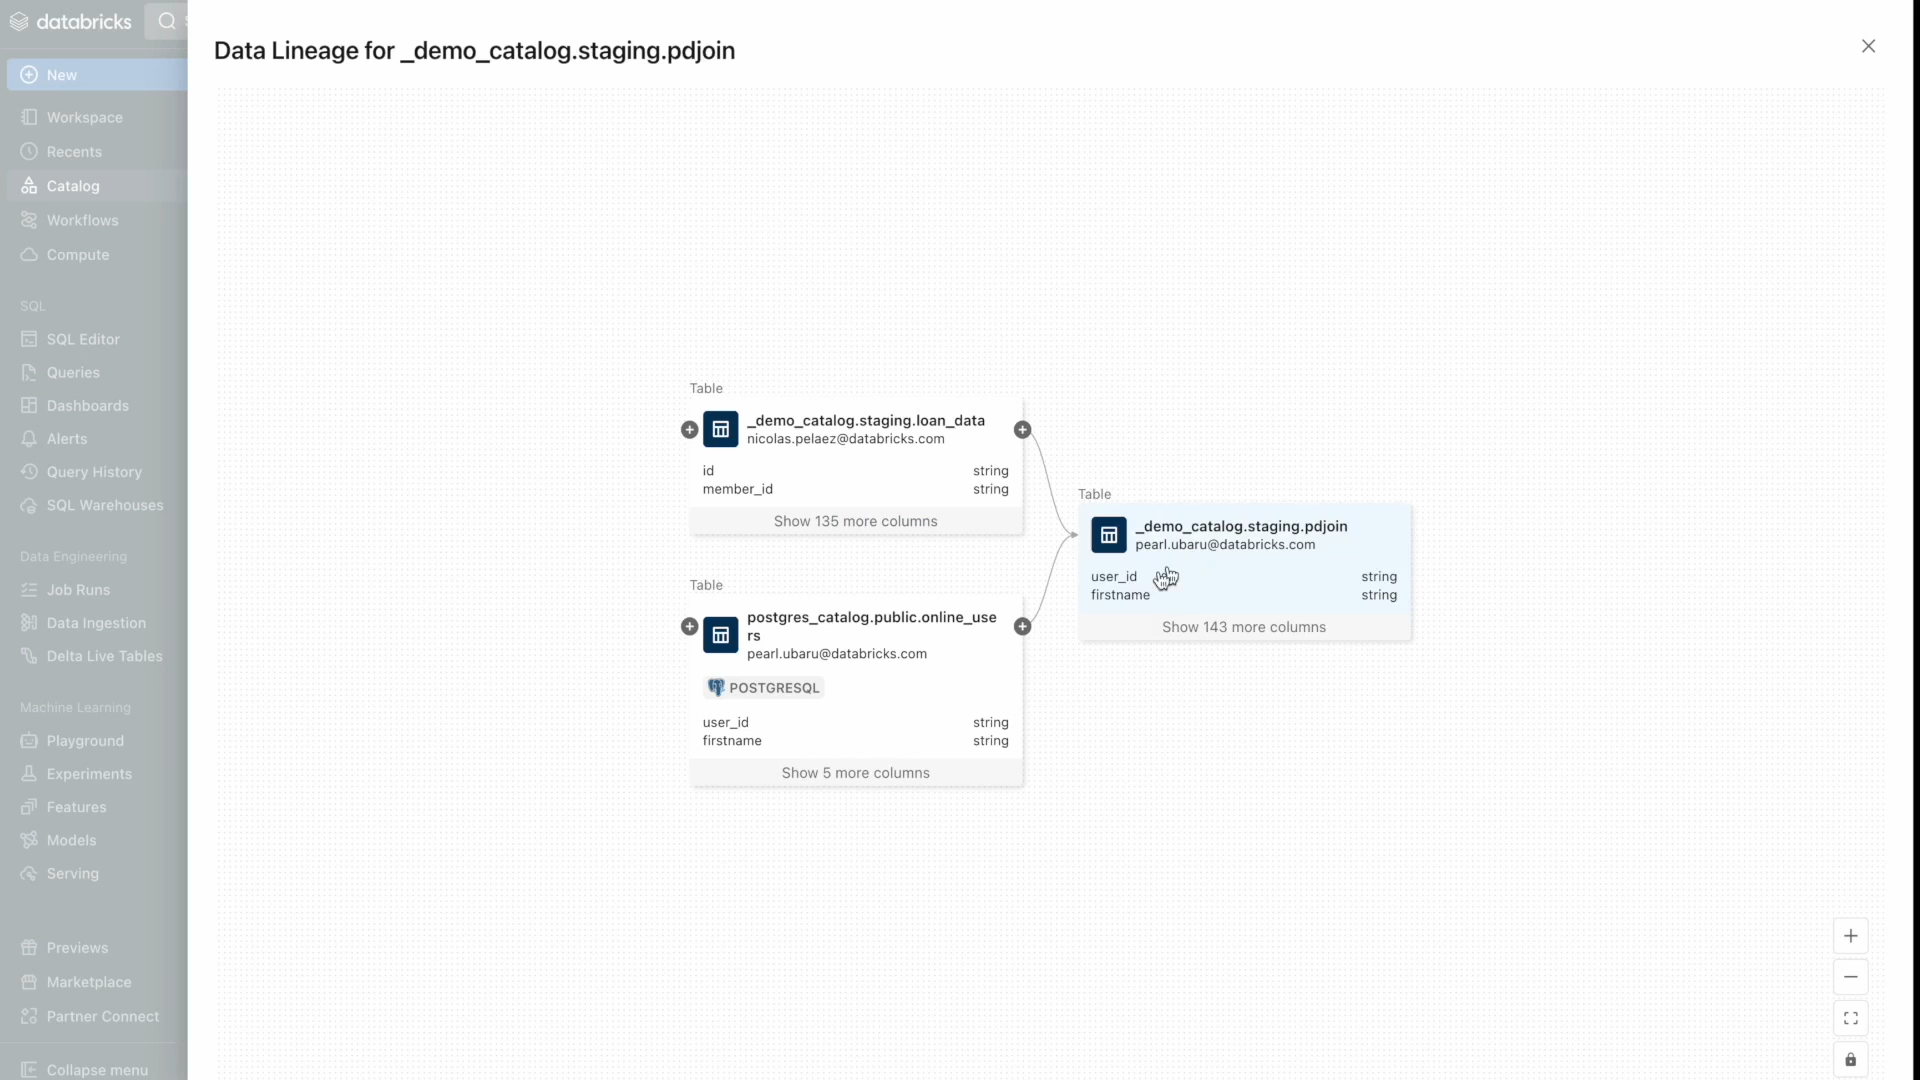 databricks
Data Lineage for _demo_catalog.staging.pdjoin
New
Workspace
Recents
Catalog
Workflows
Compute
SQL
SQL Editor
Queries
Dashboards
Alerts
Query History
SQL Warehouses
Data Engineering
Job Runs
Data Ingestion
Delta Live Tables
Machine Learning
Playground
Experiments
Features
Models
Serving
Previews
Marketplace
Partner Connect
Collapse menu
Table
_demo_catalog.staging.loan_data
nicolas.pelaez@databricks.com
id string
member_id string
Show 135 more columns
Table
postgres_catalog.public.online_use
rs
pearl.ubaru@databricks.com
POSTGRESQL
user_id string
firstname string
Show 5 more columns
Table
_demo_catalog.staging.pdjoin
pearl.ubaru@databricks.com
user_id string
firstname string
Show 143 more columns